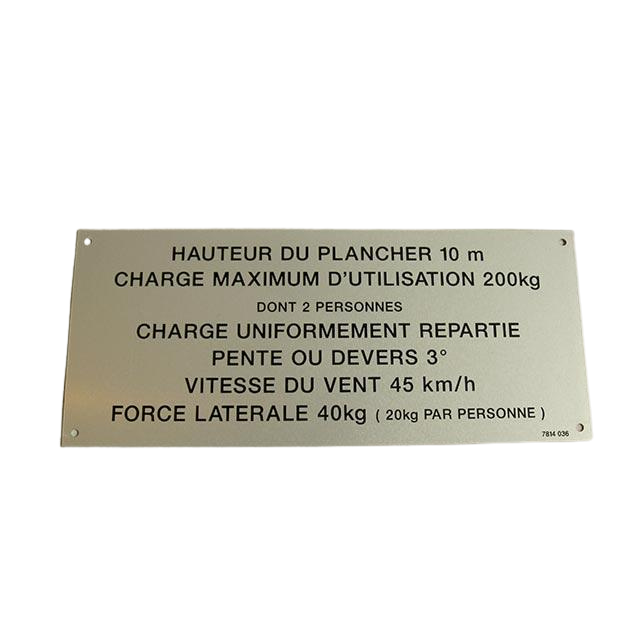 HAUTEUR DU PLANCHER 10 m
CHARGE MAXIMUM D'UTILISATION 200kg
DONT 2 PERSONNES
CHARGE UNIFORMEMENT REPARTIE
PENTE OU DEVERS 3°
VITESSE DU VENT 45 km/h
FORCE LATERALE 40kg ( 20kg PAR PERSONNE )
7814 036